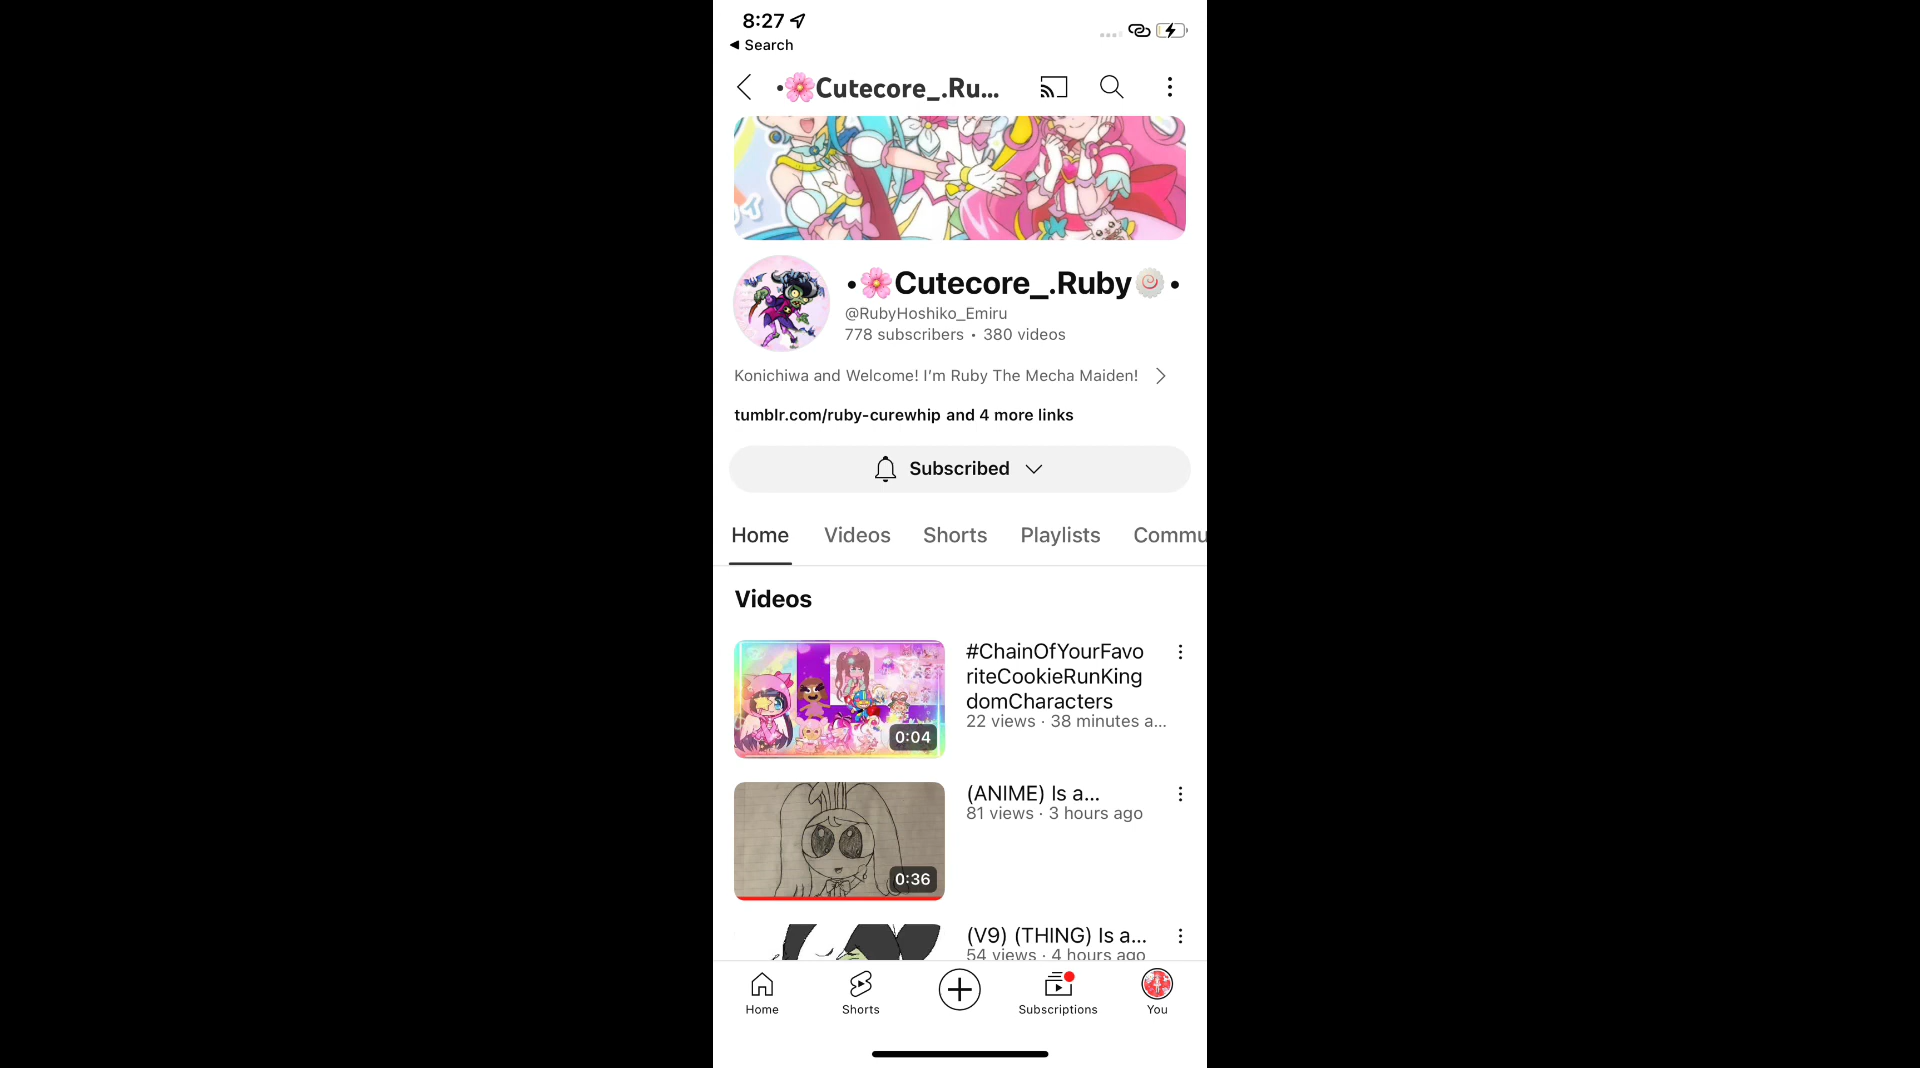 8:27
◀ Search
•🌸Cutecore_.Ru...
•🌸Cutecore_.Ruby🍥•
@RubyHoshiko_Emiru
778 subscribers • 380 videos
Konichiwa and Welcome! I'm Ruby The Mecha Maiden!
tumblr.com/ruby-curewhip and 4 more links
Subscribed
Home Videos Shorts Playlists Commu
Videos
#ChainOfYourFavo
riteCookieRunKing
domCharacters
22 views · 38 minutes a...
0:04
(ANIME) Is a...
81 views · 3 hours ago
0:36
(V9) (THING) Is a...
54 views · 4 hours ago
Home Shorts Subscriptions You